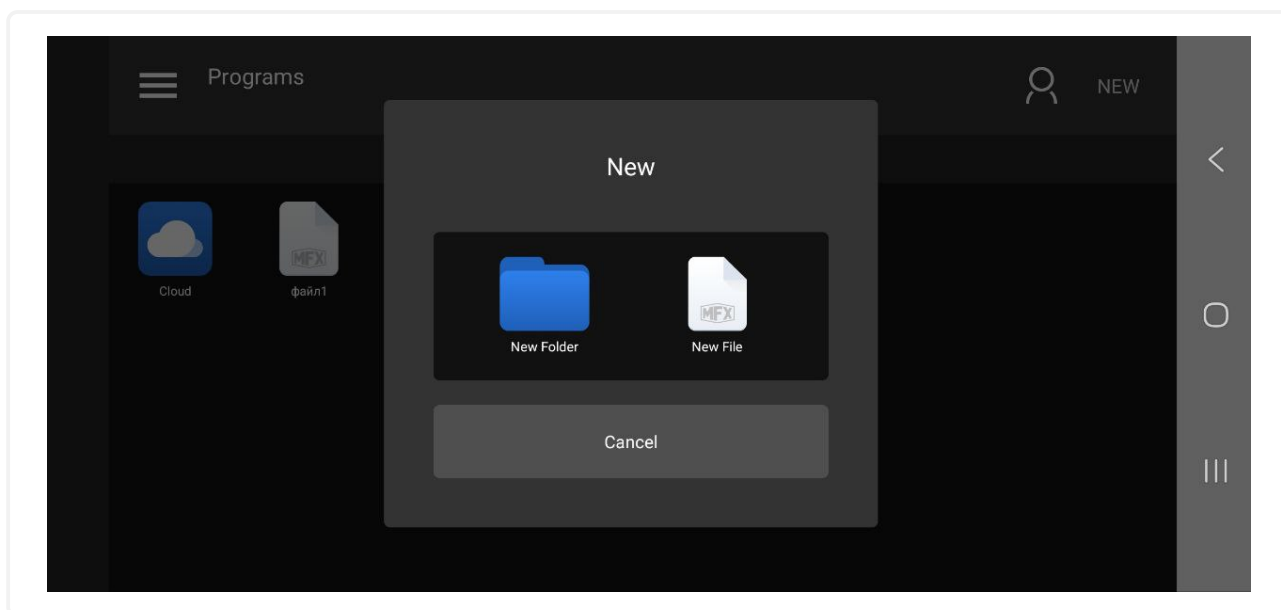 Programs
NEW
New
MFX
Cloud
файл1
MFX
New Folder
New File
Cancel